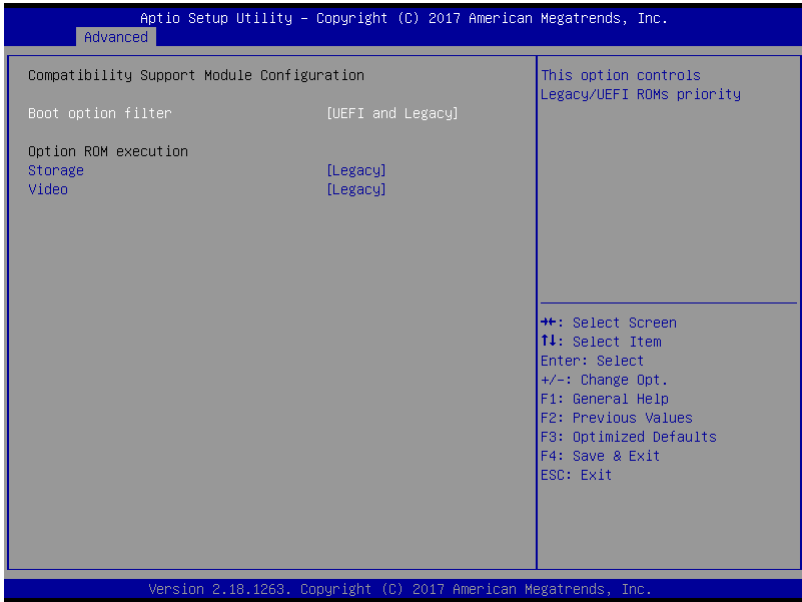 Aptio Setup Utility – Copyright (C) 2017 American Megatrends, Inc.
Advanced
Compatibility Support Module Configuration
Boot option filter [UEFI and Legacy]
Option ROM execution
Storage [Legacy]
Video [Legacy]
This option controls
Legacy/UEFI ROMs priority
→←: Select Screen
↑↓: Select Item
Enter: Select
+/-: Change Opt.
F1: General Help
F2: Previous Values
F3: Optimized Defaults
F4: Save & Exit
ESC: Exit
Version 2.18.1263. Copyright (C) 2017 American Megatrends, Inc.